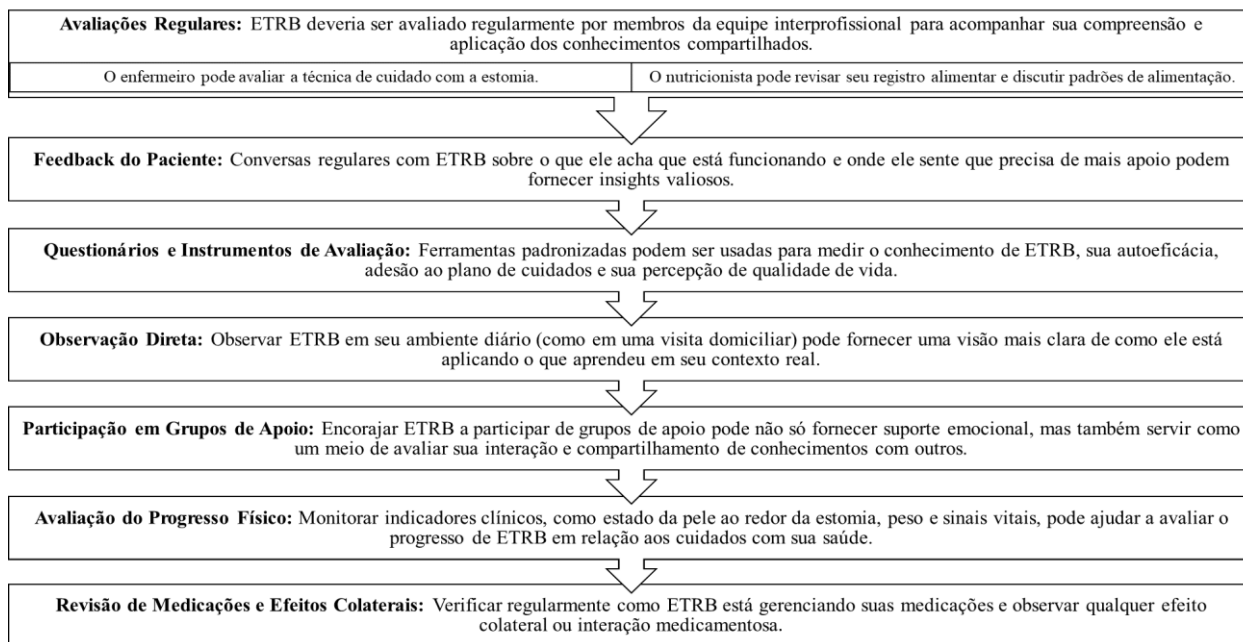 Avaliações Regulares: ETRB deveria ser avaliado regularmente por membros da equipe interprofissional para acompanhar sua compreensão e
aplicação dos conhecimentos compartilhados.
O enfermeiro pode avaliar a técnica de cuidado com a estomia.
O nutricionista pode revisar seu registro alimentar e discutir padrões de alimentação.
Feedback do Paciente: Conversas regulares com ETRB sobre o que ele acha que está funcionando e onde ele sente que precisa de mais apoio podem
fornecer insights valiosos.
Questionários e Instrumentos de Avaliação: Ferramentas padronizadas podem ser usadas para medir o conhecimento de ETRB, sua autoeficácia,
adesão ao plano de cuidados e sua percepção de qualidade de vida.
Observação Direta: Observar ETRB em seu ambiente diário (como em uma visita domiciliar) pode fornecer uma visão mais clara de como ele está
aplicando o que aprendeu em seu contexto real.
Participação em Grupos de Apoio: Encorajar ETRB a participar de grupos de apoio pode não só fornecer suporte emocional, mas também servir como
um meio de avaliar sua interação e compartilhamento de conhecimentos com outros.
Avaliação do Progresso Físico: Monitorar indicadores clínicos, como estado da pele ao redor da estomia, peso e sinais vitais, pode ajudar a avaliar o
progresso de ETRB em relação aos cuidados com sua saúde.
Revisão de Medicações e Efeitos Colaterais: Verificar regularmente como ETRB está gerenciando suas medicações e observar qualquer efeito
colateral ou interação medicamentosa.